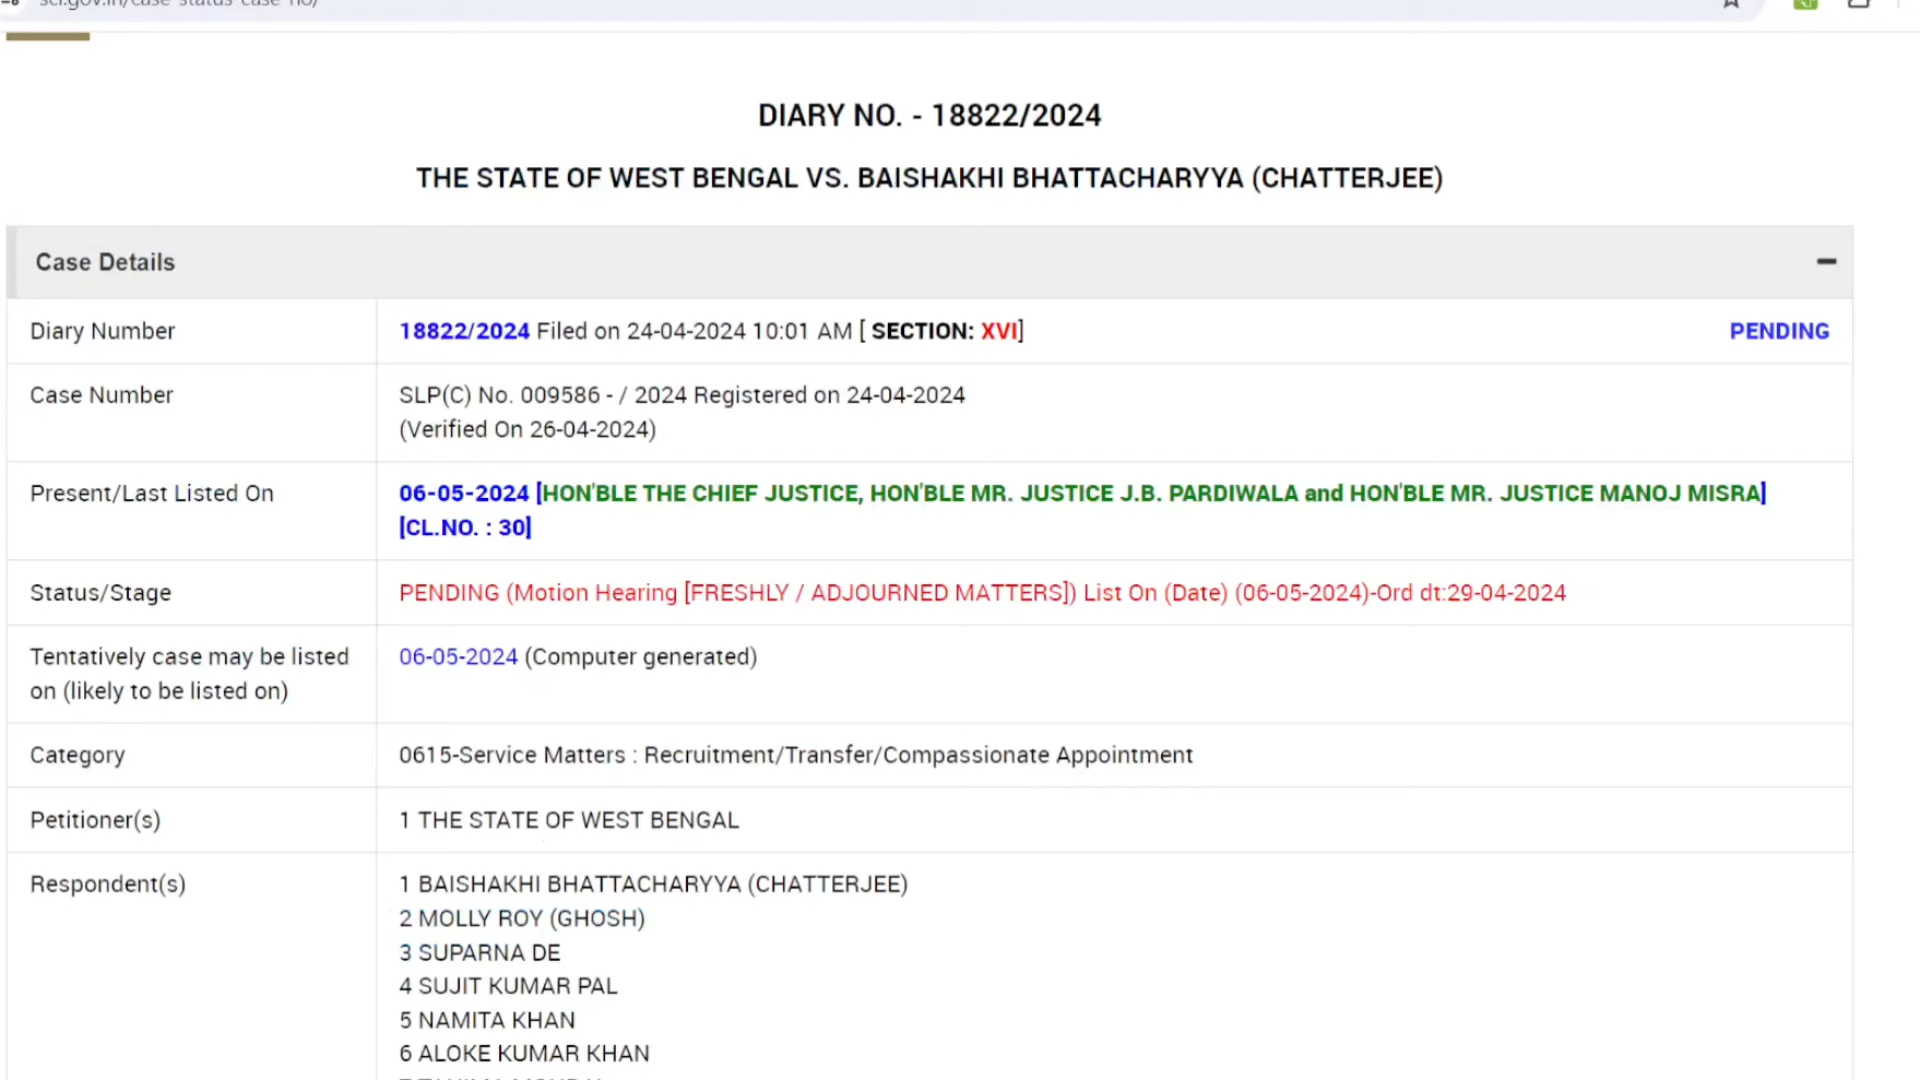 DIARY NO. - 18822/2024
THE STATE OF WEST BENGAL VS. BAISHAKHI BHATTACHARYYA (CHATTERJEE)
Case Details
Diary Number
18822/2024 Filed on 24-04-2024 10:01 AM [ SECTION: XVI]
PENDING
Case Number
SLP(C) No. 009586 - / 2024 Registered on 24-04-2024
(Verified On 26-04-2024)
Present/Last Listed On
06-05-2024 [HON'BLE THE CHIEF JUSTICE, HON'BLE MR. JUSTICE J.B. PARDIWALA and HON'BLE MR. JUSTICE MANOJ MISRA]
[CL.NO. : 30]
Status/Stage
PENDING (Motion Hearing [FRESHLY / ADJOURNED MATTERS]) List On (Date) (06-05-2024)-Ord dt:29-04-2024
Tentatively case may be listed
on (likely to be listed on)
06-05-2024 (Computer generated)
Category
0615-Service Matters : Recruitment/Transfer/Compassionate Appointment
Petitioner(s)
1 THE STATE OF WEST BENGAL
Respondent(s)
1 BAISHAKHI BHATTACHARYYA (CHATTERJEE)
2 MOLLY ROY (GHOSH)
3 SUPARNA DE
4 SUJIT KUMAR PAL
5 NAMITA KHAN
6 ALOKE KUMAR KHAN